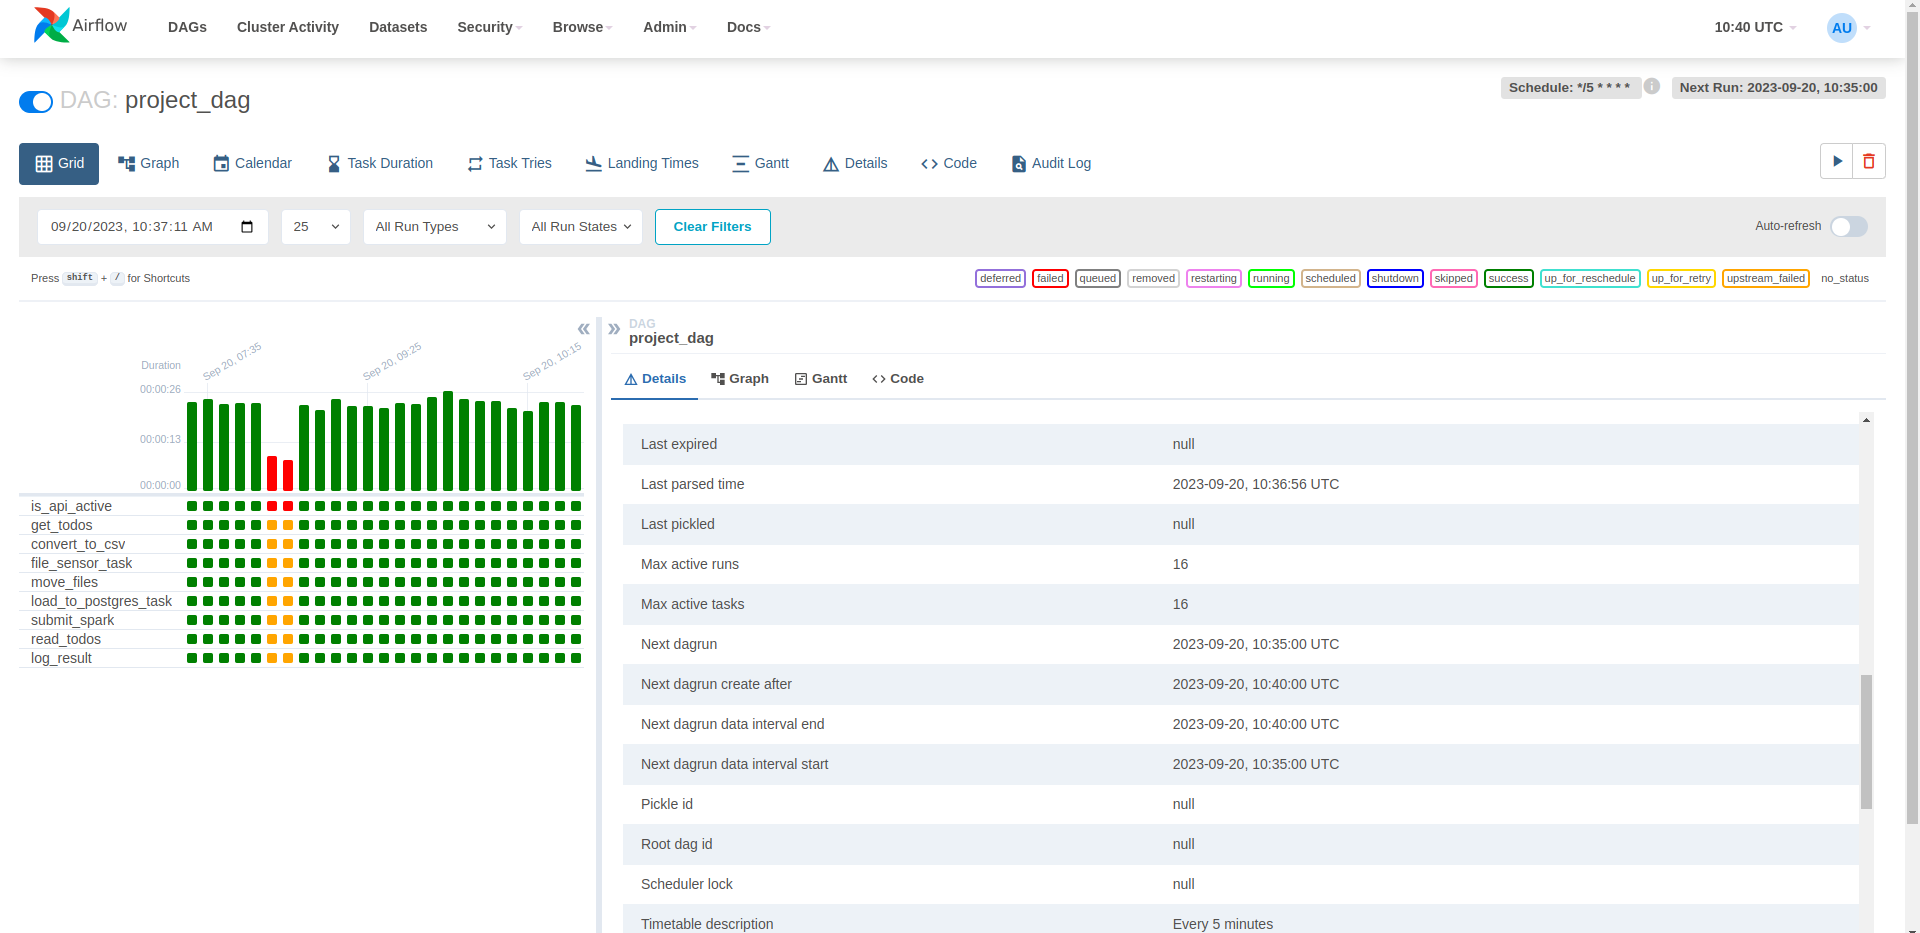 Airflow DAGs Cluster Activity Datasets Security Browse Admin Docs 10:40 UTC AU
DAG: project_dag
Schedule: */5 * * * * i Next Run: 2023-09-20, 10:35:00
Grid Graph Calendar Task Duration Task Tries Landing Times Gantt Details Code Audit Log
09/20/2023, 10:37:11 AM 25 All Run Types All Run States Clear Filters Auto-refresh
Press shift + / for Shortcuts
deferred failed queued removed restarting running scheduled shutdown skipped success up_for_reschedule up_for_retry upstream_failed no_status
Duration
Sep 20, 07:35 Sep 20, 09:25 Sep 20, 10:15
00:00:26
00:00:13
00:00:00
is_api_active
get_todos
convert_to_csv
file_sensor_task
move_files
load_to_postgres_task
submit_spark
read_todos
log_result
DAG
project_dag
Details Graph Gantt Code
Last expired null
Last parsed time 2023-09-20, 10:36:56 UTC
Last pickled null
Max active runs 16
Max active tasks 16
Next dagrun 2023-09-20, 10:35:00 UTC
Next dagrun create after 2023-09-20, 10:40:00 UTC
Next dagrun data interval end 2023-09-20, 10:40:00 UTC
Next dagrun data interval start 2023-09-20, 10:35:00 UTC
Pickle id null
Root dag id null
Scheduler lock null
Timetable description Every 5 minutes